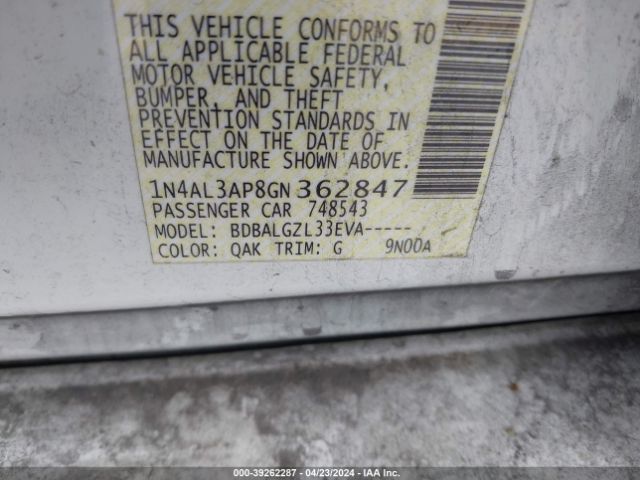 THIS VEHICLE CONFORMS TO
ALL APPLICABLE FEDERAL
MOTOR VEHICLE SAFETY,
BUMPER, AND THEFT
PREVENTION STANDARDS IN
EFFECT ON THE DATE OF
MANUFACTURE SHOWN ABOVE.
1N4AL3AP8GN362847
PASSENGER CAR 748543
MODEL: BDBALGZL33EVA-----
COLOR: QAK TRIM: G 9N00A
000-39262287 - 04/23/2024 - IAA Inc.